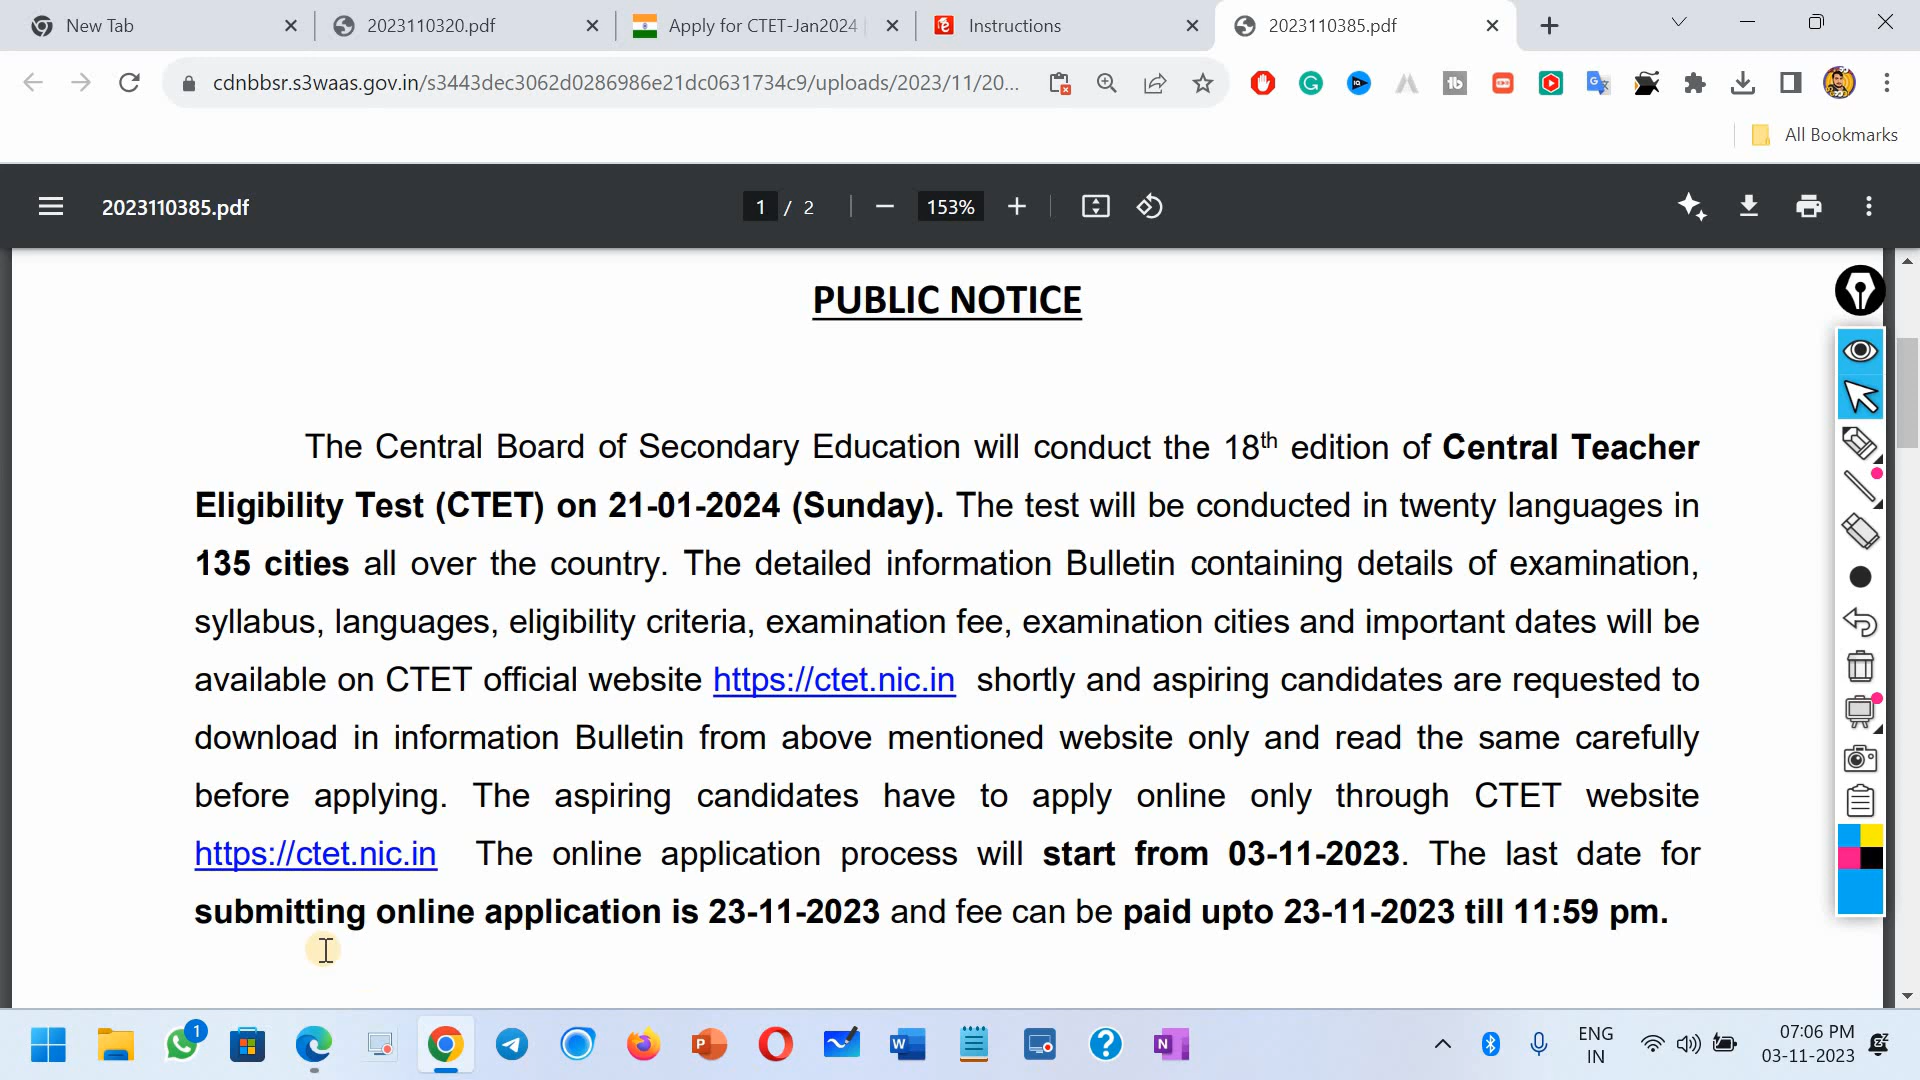 New Tab
2023110320.pdf
Apply for CTET-Jan2024
Instructions
2023110385.pdf
cdnbbsr.s3waas.gov.in/s3443dec3062d0286986e21dc0631734c9/uploads/2023/11/20...
All Bookmarks
2023110385.pdf
1 / 2
153%
PUBLIC NOTICE
The Central Board of Secondary Education will conduct the 18th edition of Central Teacher
Eligibility Test (CTET) on 21-01-2024 (Sunday). The test will be conducted in twenty languages in
135 cities all over the country. The detailed information Bulletin containing details of examination,
syllabus, languages, eligibility criteria, examination fee, examination cities and important dates will be
available on CTET official website https://ctet.nic.in shortly and aspiring candidates are requested to
download in information Bulletin from above mentioned website only and read the same carefully
before applying. The aspiring candidates have to apply online only through CTET website
https://ctet.nic.in The online application process will start from 03-11-2023. The last date for
submitting online application is 23-11-2023 and fee can be paid upto 23-11-2023 till 11:59 pm.
1
ENG
IN
07:06 PM
03-11-2023